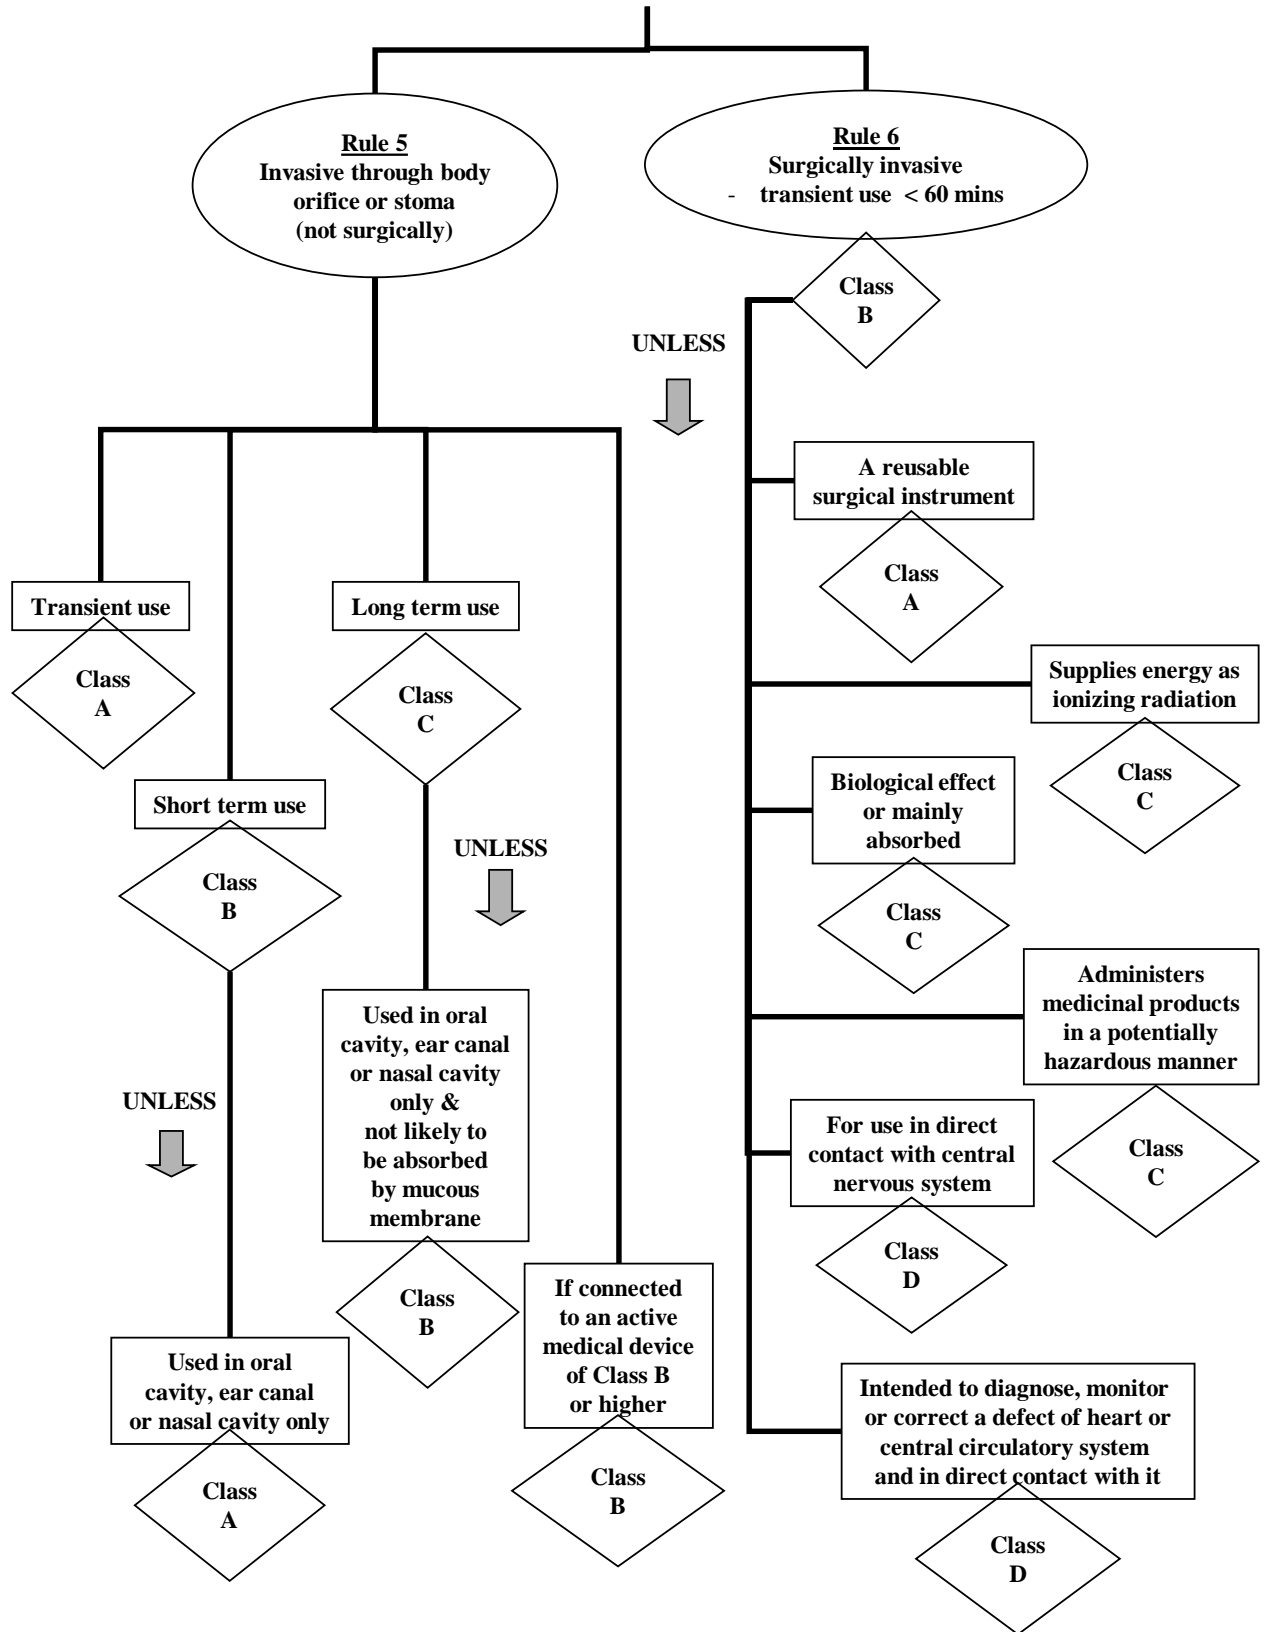 Rule 5
Invasive through body
orifice or stoma
(not surgically)
Rule 6
Surgically invasive
- transient use < 60 mins
Class
B
UNLESS
A reusable
surgical instrument
Class
A
Transient use
Class
A
Long term use
Class
C
Supplies energy as
ionizing radiation
Class
C
Short term use
Class
B
Biological effect
or mainly
absorbed
Class
C
UNLESS
Used in oral
cavity, ear canal
or nasal cavity
only &
not likely to
be absorbed
by mucous
membrane
Class
B
Administers
medicinal products
in a potentially
hazardous manner
Class
C
UNLESS
For use in direct
contact with central
nervous system
Class
D
If connected
to an active
medical device
of Class B
or higher
Class
B
Used in oral
cavity, ear canal
or nasal cavity only
Class
A
Intended to diagnose, monitor
or correct a defect of heart or
central circulatory system
and in direct contact with it
Class
D